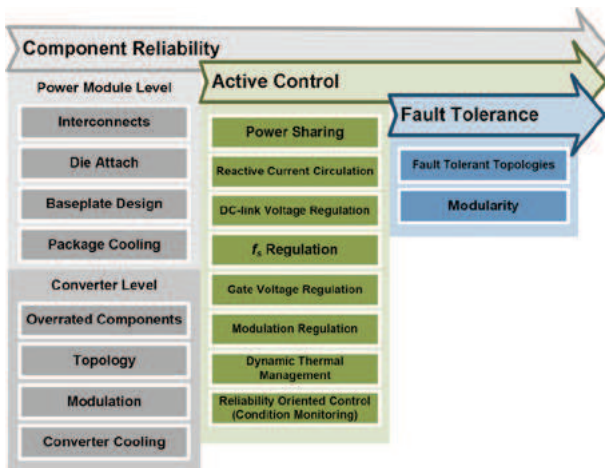 Component Reliability
Power Module Level
Interconnects
Die Attach
Baseplate Design
Package Cooling
Converter Level
Overrated Components
Topology
Modulation
Converter Cooling
Active Control
Power Sharing
Reactive Current Circulation
DC-link Voltage Regulation
fs Regulation
Gate Voltage Regulation
Modulation Regulation
Dynamic Thermal
Management
Reliability Oriented Control
(Condition Monitoring)
Fault Tolerance
Fault Tolerant Topologies
Modularity